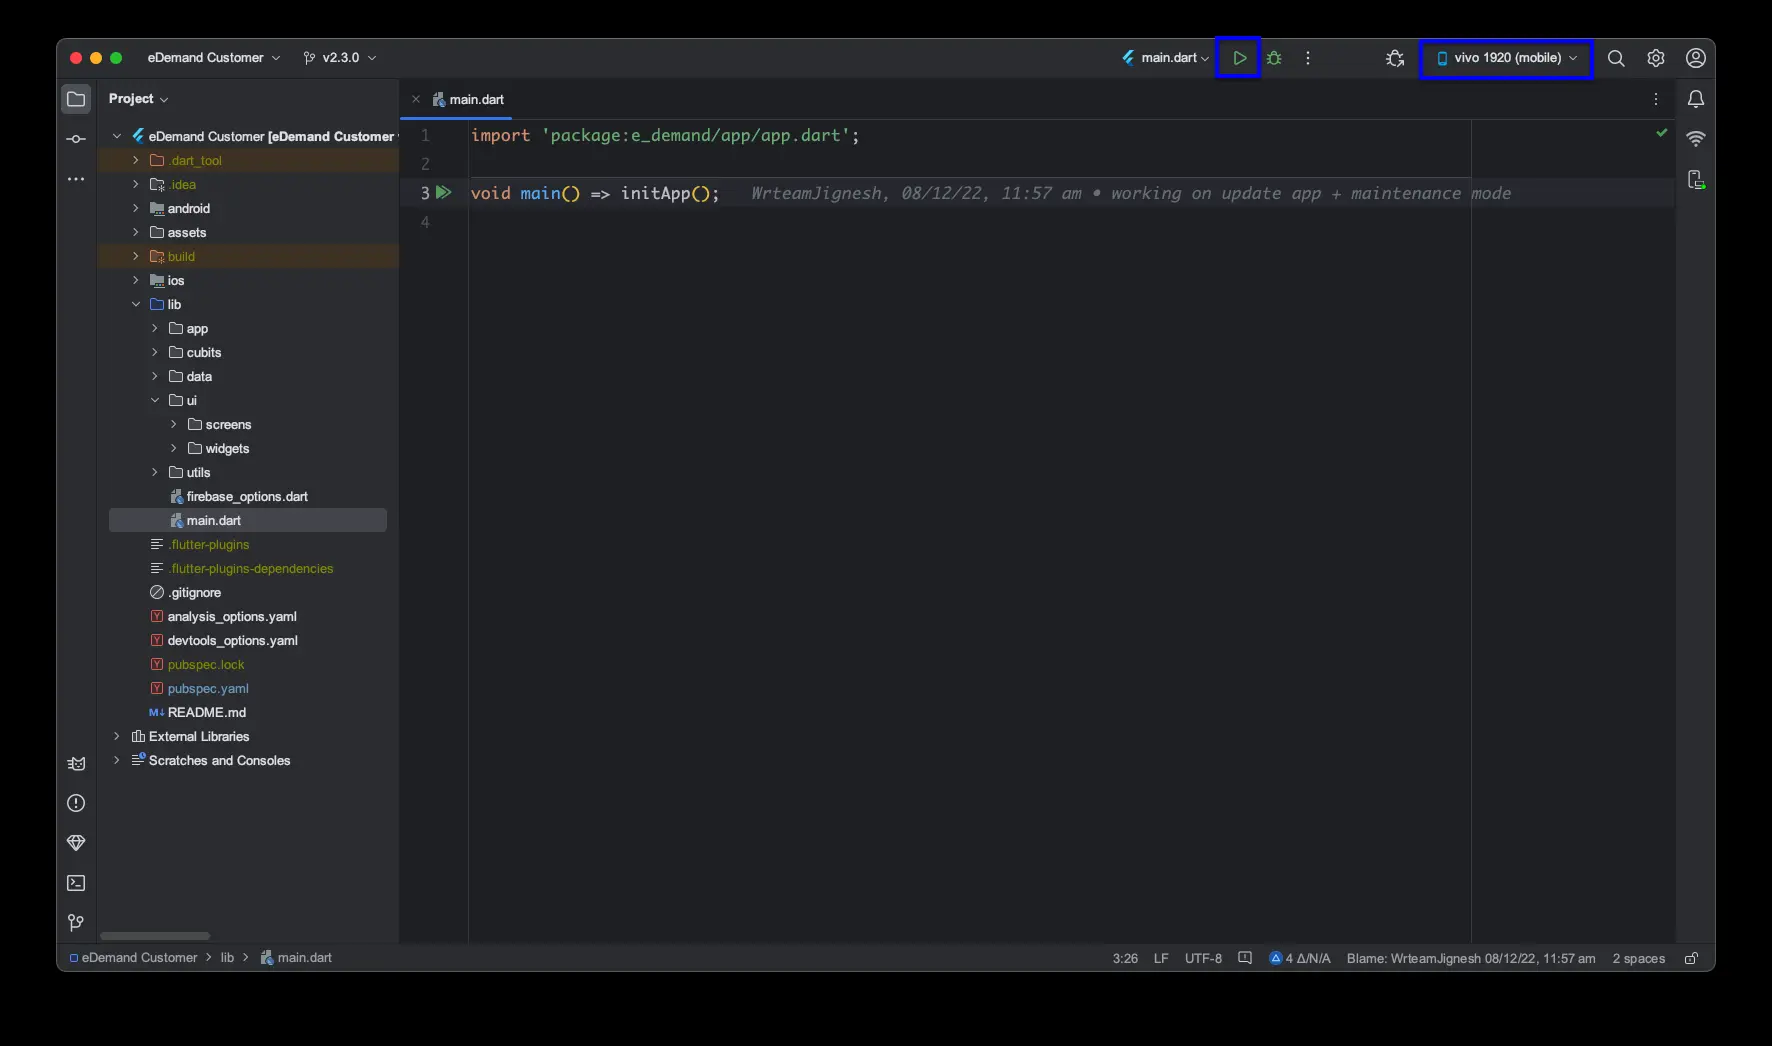 eDemand Customer v2.3.0 main.dart vivo 1920 (mobile)
Project
main.dart
eDemand Customer [eDemand Customer
.dart_tool
.idea
android
assets
build
ios
lib
app
cubits
data
ui
screens
widgets
utils
firebase_options.dart
main.dart
.flutter-plugins
.flutter-plugins-dependencies
.gitignore
analysis_options.yaml
devtools_options.yaml
pubspec.lock
pubspec.yaml
README.md
External Libraries
Scratches and Consoles
1 import 'package:e_demand/app/app.dart';
2
3 void main() => initApp(); WrteamJignesh, 08/12/22, 11:57 am • working on update app + maintenance mode
4
eDemand Customer > lib > main.dart 3:26 LF UTF-8 4 Δ/N/A Blame: WrteamJignesh 08/12/22, 11:57 am 2 spaces